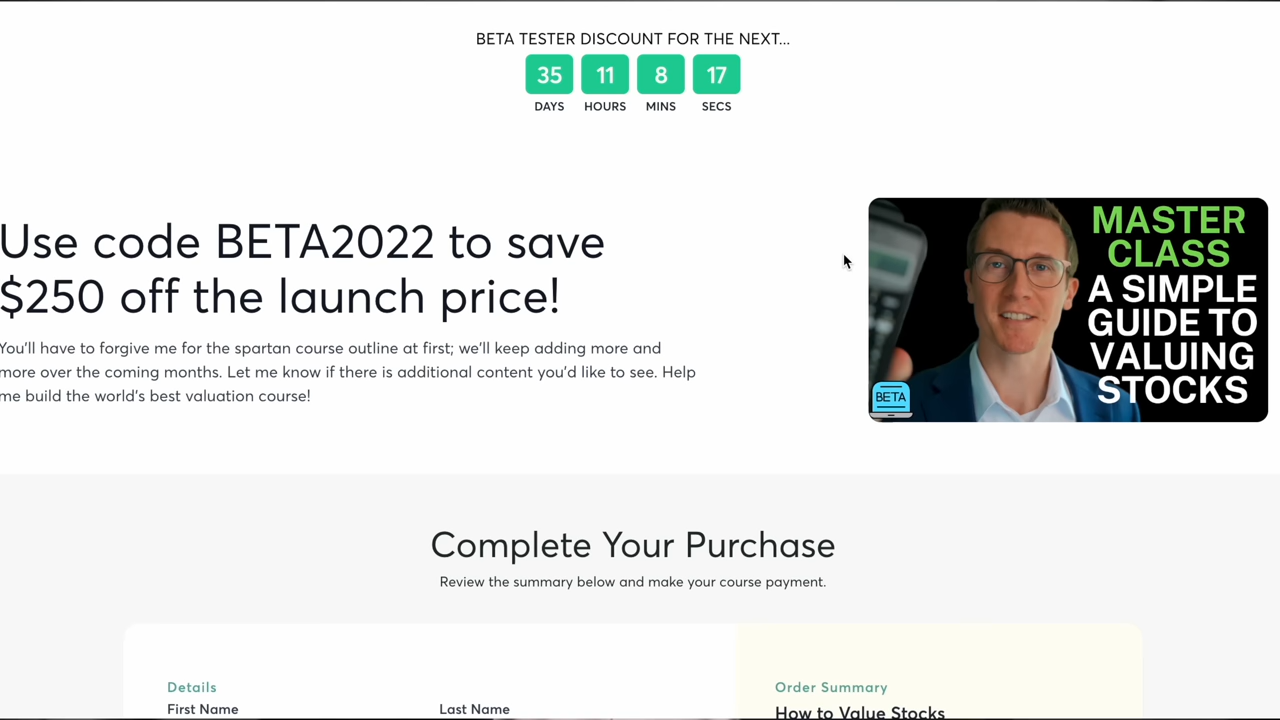 BETA TESTER DISCOUNT FOR THE NEXT...
35 11 8 17
DAYS HOURS MINS SECS
Use code BETA2022 to save
$250 off the launch price!
You'll have to forgive me for the spartan course outline at first; we'll keep adding more and
more over the coming months. Let me know if there is additional content you'd like to see. Help
me build the world's best valuation course!
MASTER
CLASS
A SIMPLE
GUIDE TO
VALUING
STOCKS
BETA
Complete Your Purchase
Review the summary below and make your course payment.
Details
First Name Last Name
Order Summary
How to Value Stocks